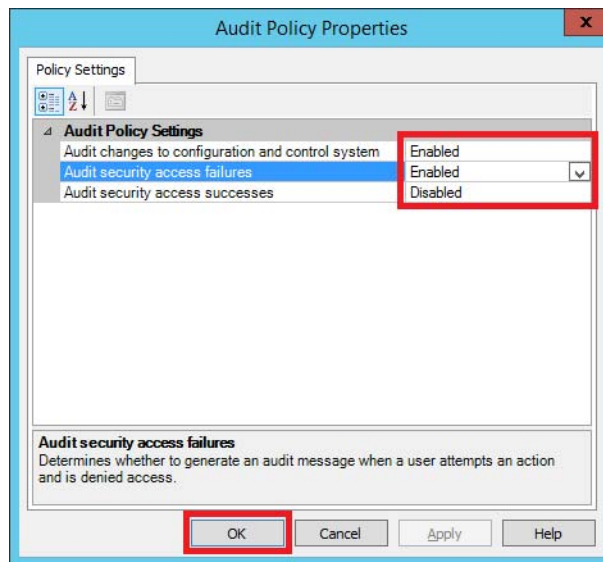 Audit Policy Properties
x
Policy Settings
A
Z
Audit Policy Settings
Audit changes to configuration and control system Enabled
Audit security access failures Enabled
Audit security access successes Disabled
Audit security access failures
Determines whether to generate an audit message when a user attempts an action
and is denied access.
OK Cancel Apply Help